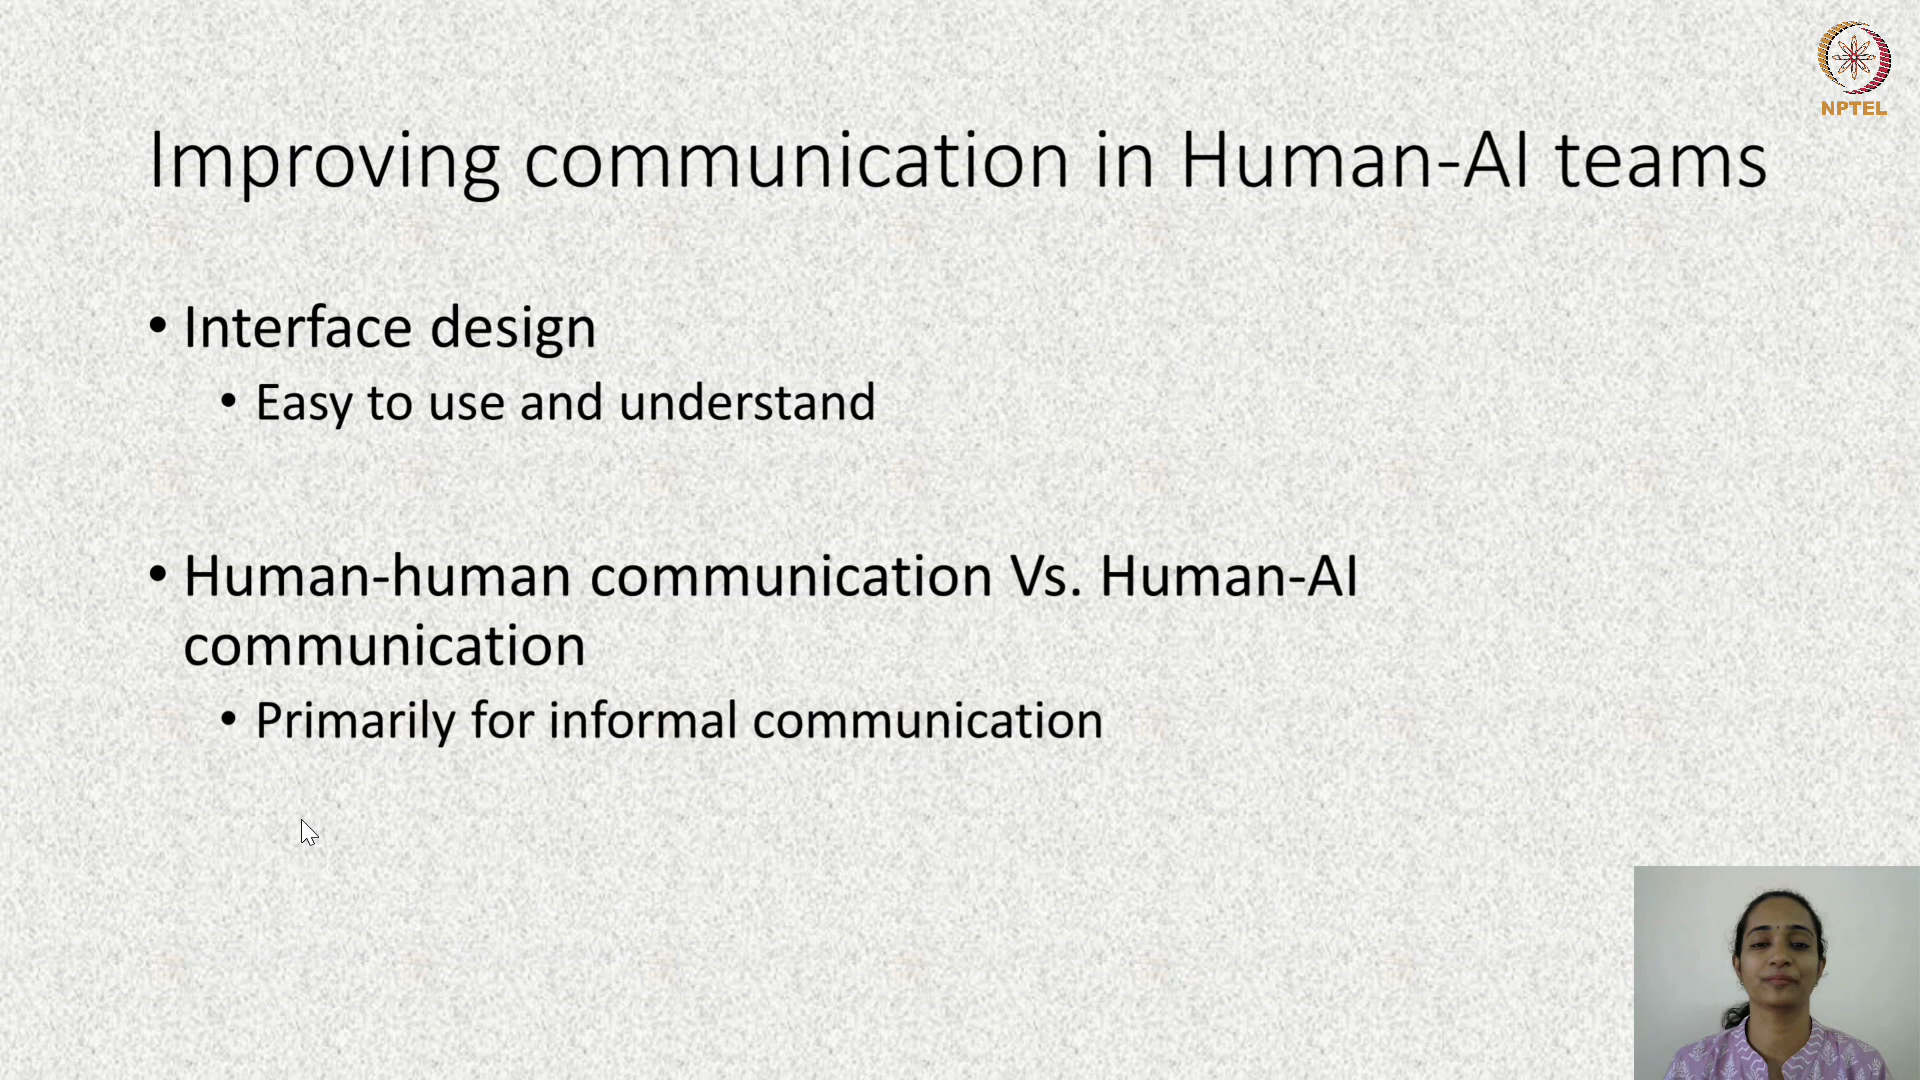 NPTEL
Improving communication in Human-AI teams
• Interface design
• Easy to use and understand
• Human-human communication Vs. Human-AI
communication
• Primarily for informal communication